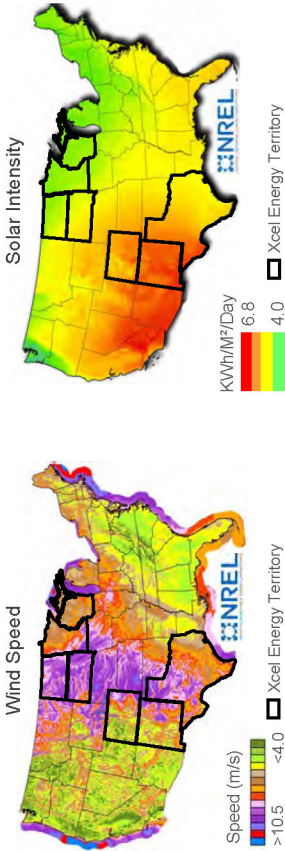 Wind Speed
NREL
Speed (m/s)
>10.5
<4.0
Xcel Energy Territory
Solar Intensity
NREL
KWh/M²/Day
6.8
4.0
Xcel Energy Territory